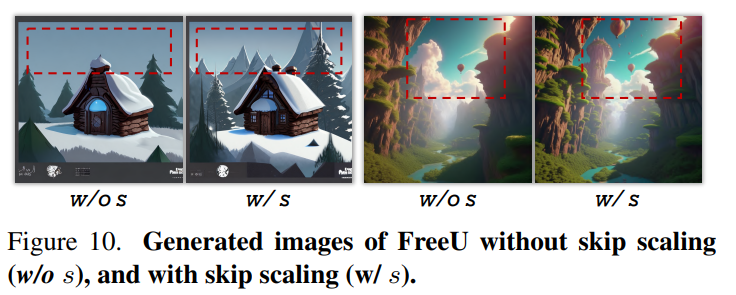 w/o s
w/ s
w/o s
w/ s
Figure 10. Generated images of FreeU without skip scaling
(w/o s), and with skip scaling (w/ s).